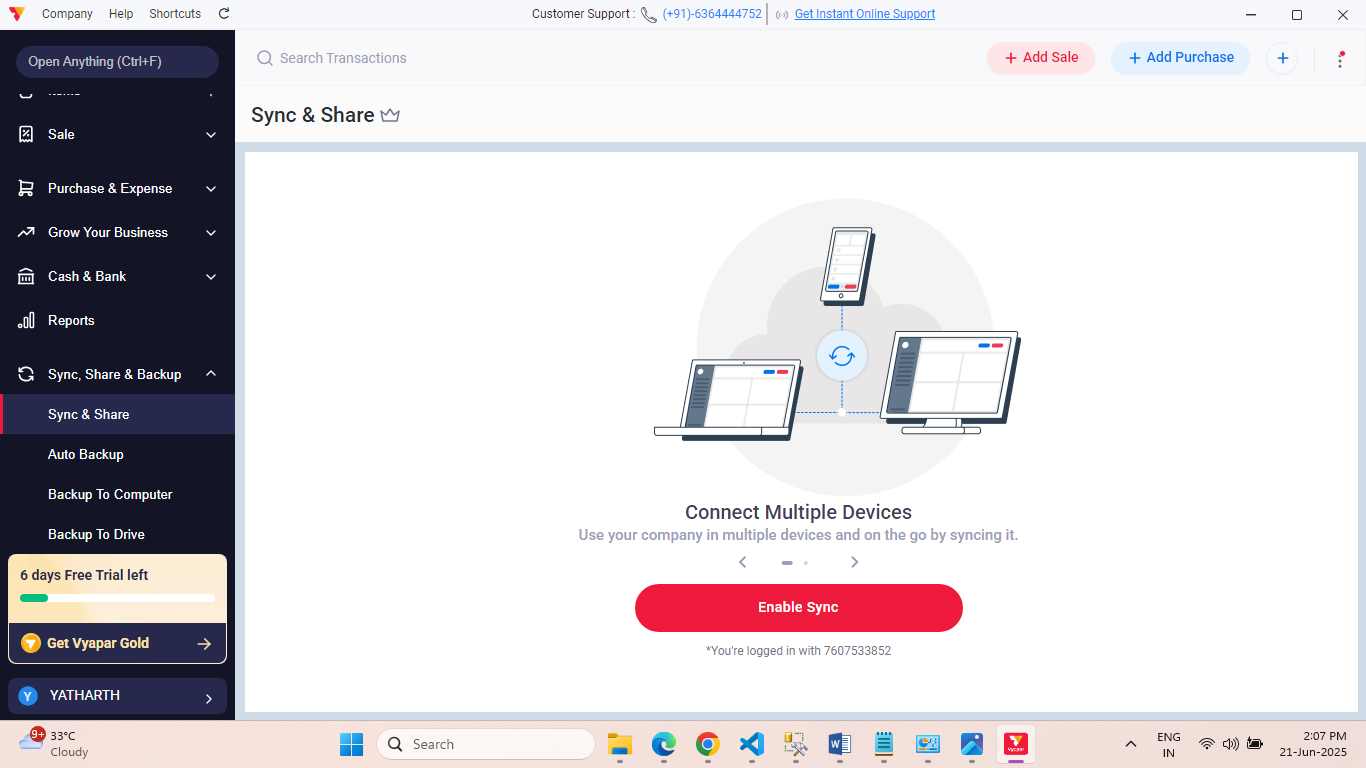 Company Help Shortcuts
Customer Support : (+91)-6364444752 Get Instant Online Support
Open Anything (Ctrl+F)
Search Transactions
Add Sale
Add Purchase
Sync & Share
Items
Sale
Purchase & Expense
Grow Your Business
Cash & Bank
Reports
Sync, Share & Backup
Sync & Share
Auto Backup
Backup To Computer
Backup To Drive
6 days Free Trial left
Get Vyapar Gold
Y YATHARTH
Connect Multiple Devices
Use your company in multiple devices and on the go by syncing it.
Enable Sync
*You're logged in with 7607533852
9+
33°C
Cloudy
Search
Vyapar
ENG
IN
2:07 PM
21-Jun-2025